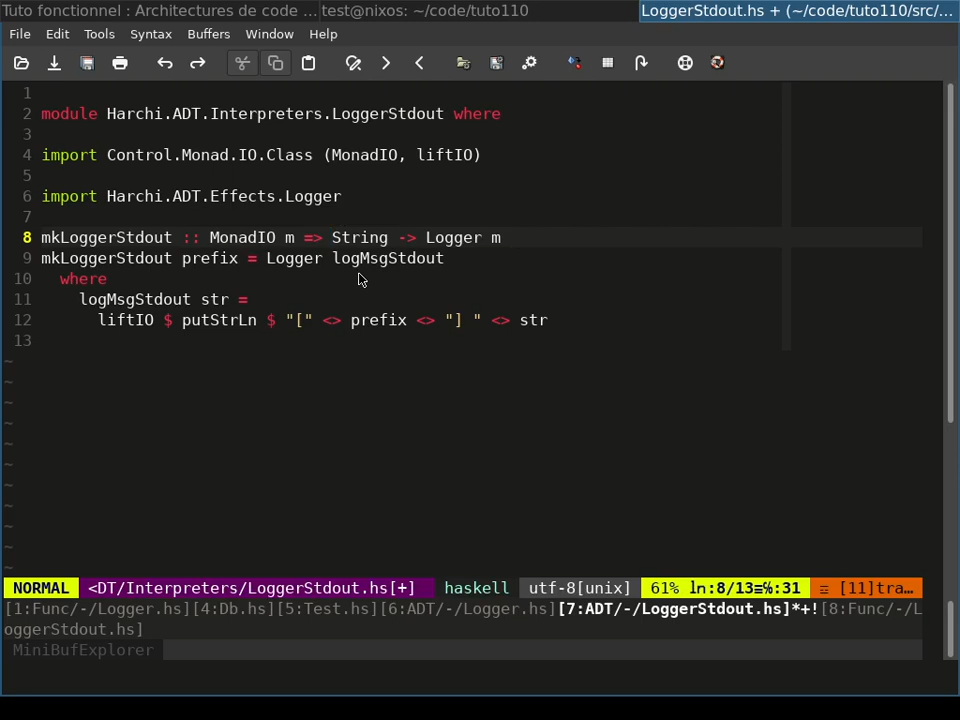 Tuto fonctionnel : Architectures de code ... test@nixos: ~/code/tuto110 LoggerStdout.hs + (~/code/tuto110/src/...
File Edit Tools Syntax Buffers Window Help
1
2 module Harchi.ADT.Interpreters.LoggerStdout where
3
4 import Control.Monad.IO.Class (MonadIO, liftIO)
5
6 import Harchi.ADT.Effects.Logger
7
8 mkLoggerStdout :: MonadIO m => String -> Logger m
9 mkLoggerStdout prefix = Logger logMsgStdout
10 where
11 logMsgStdout str =
12 liftIO $ putStrLn $ "[" <> prefix <> "] " <> str
13
~
~
~
~
~
~
~
~
~
~
~
NORMAL <DT/Interpreters/LoggerStdout.hs[+] haskell utf-8[unix] 61% ln:8/13≡%:31 ☲ [11]tra…
[1:Func/-/Logger.hs][4:Db.hs][5:Test.hs][6:ADT/-/Logger.hs][7:ADT/-/LoggerStdout.hs]*+![8:Func/-/L
oggerStdout.hs]
MiniBufExplorer